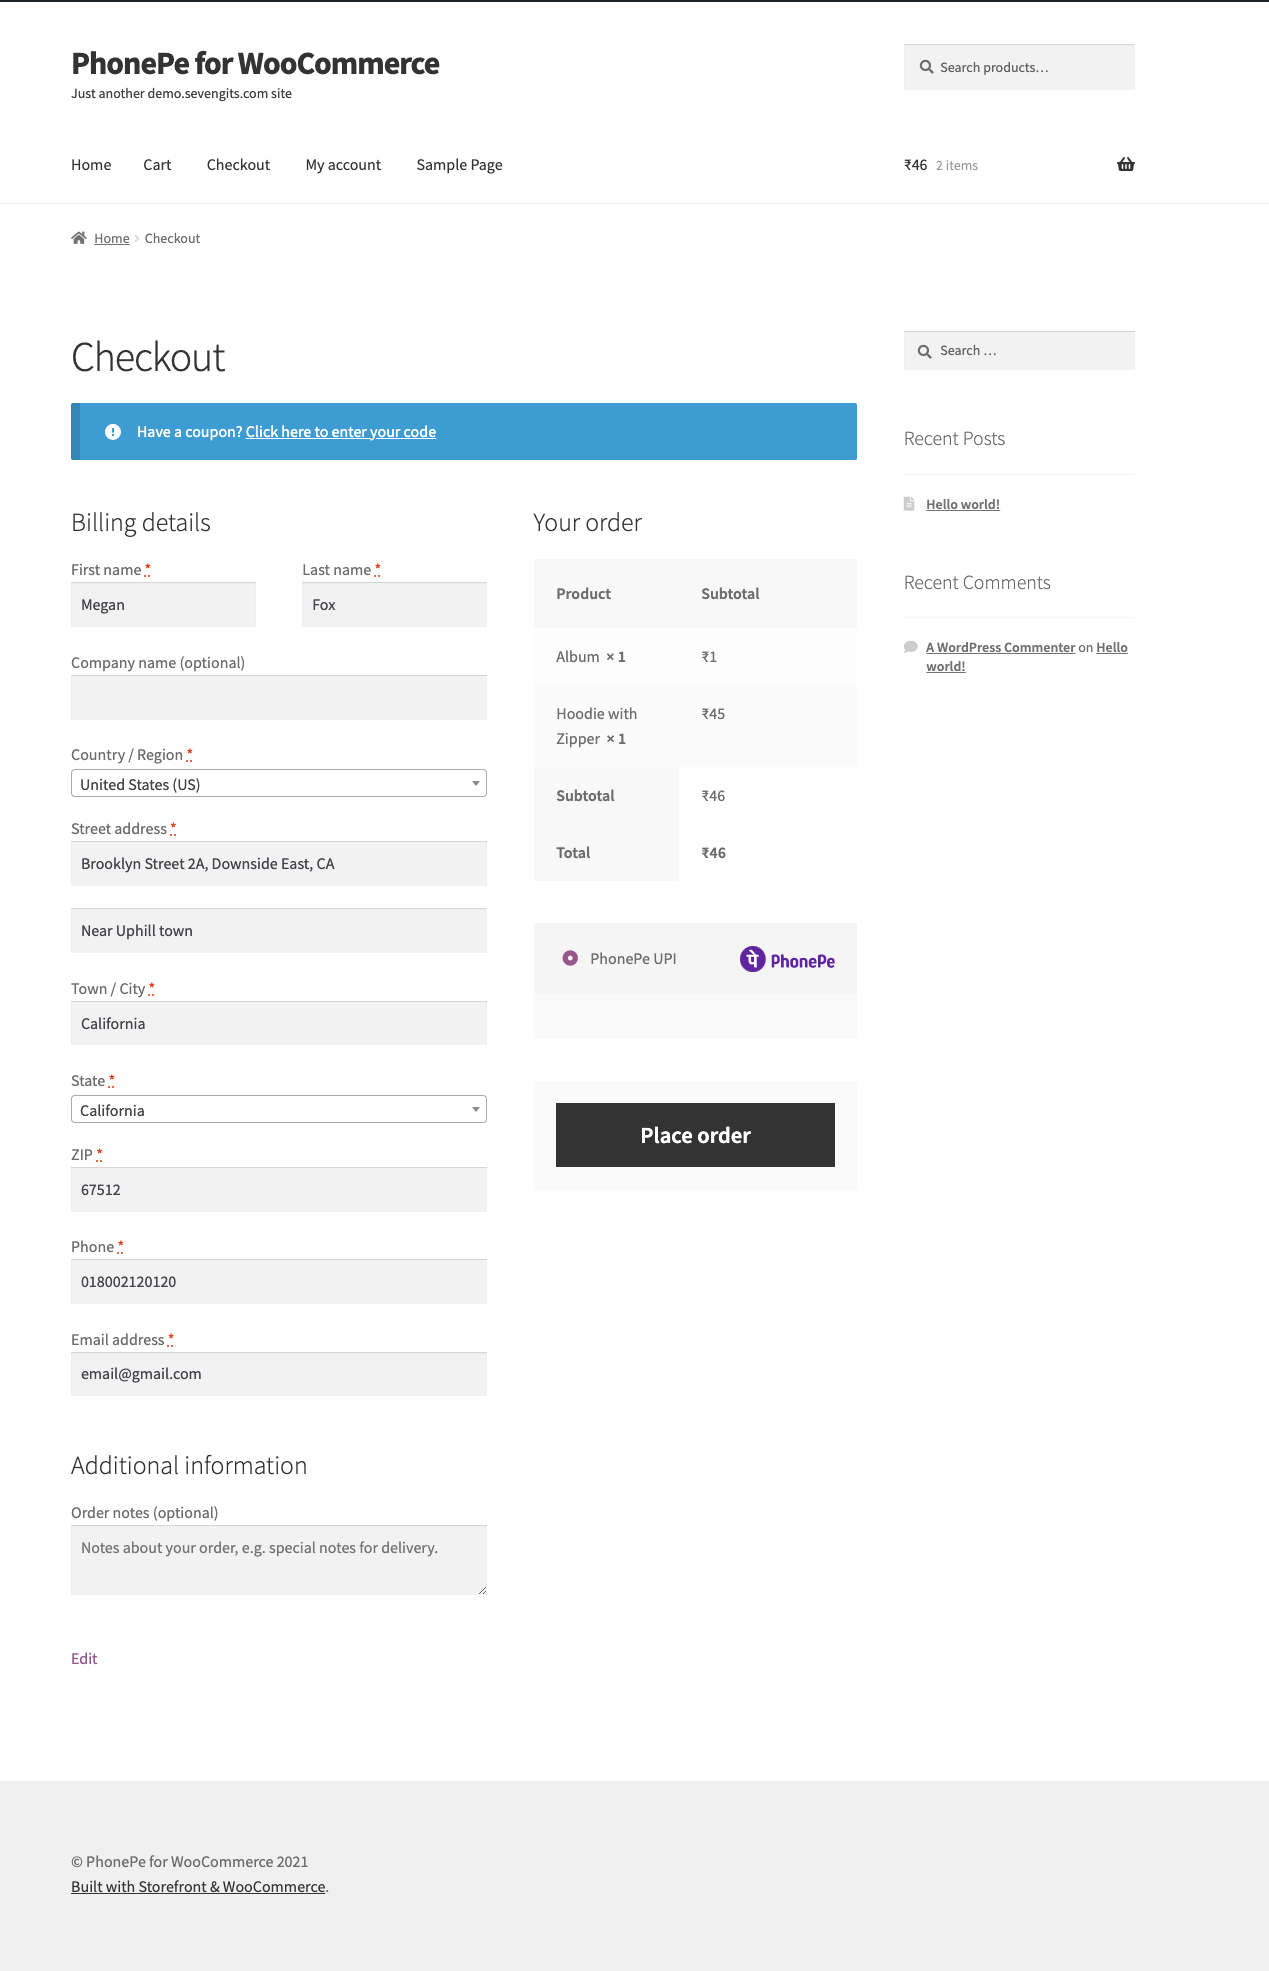 PhonePe for WooCommerce
Just another demo.sevengits.com site
Search products…
Home Cart Checkout My account Sample Page
₹46 2 items
Home Checkout
Checkout
Have a coupon? Click here to enter your code
Billing details
First name *
Last name *
Megan
Fox
Company name (optional)
Country / Region *
United States (US)
Street address *
Brooklyn Street 2A, Downside East, CA
Near Uphill town
Town / City *
California
State *
California
ZIP *
67512
Phone *
018002120120
Email address *
email@gmail.com
Additional information
Order notes (optional)
Notes about your order, e.g. special notes for delivery.
Edit
Your order
Product Subtotal
Album × 1 ₹1
Hoodie with ₹45
Zipper × 1
Subtotal ₹46
Total ₹46
PhonePe UPI पे PhonePe
Place order
Search …
Recent Posts
Hello world!
Recent Comments
A WordPress Commenter on Hello
world!
© PhonePe for WooCommerce 2021
Built with Storefront & WooCommerce.